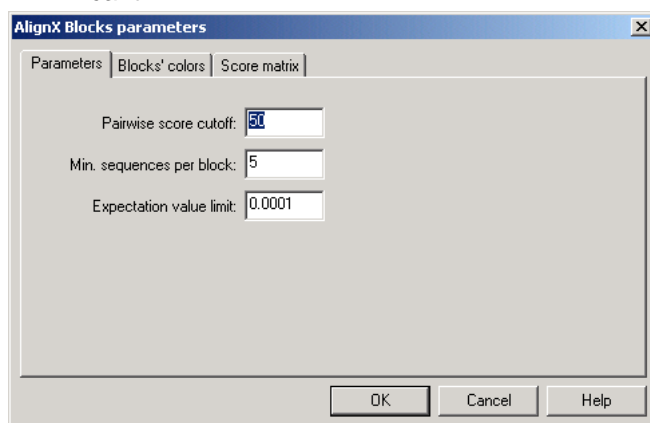 AlignX Blocks parameters
Parameters Blocks' colors Score matrix
Pairwise score cutoff: 50
Min. sequences per block: 5
Expectation value limit: 0.0001
OK Cancel Help